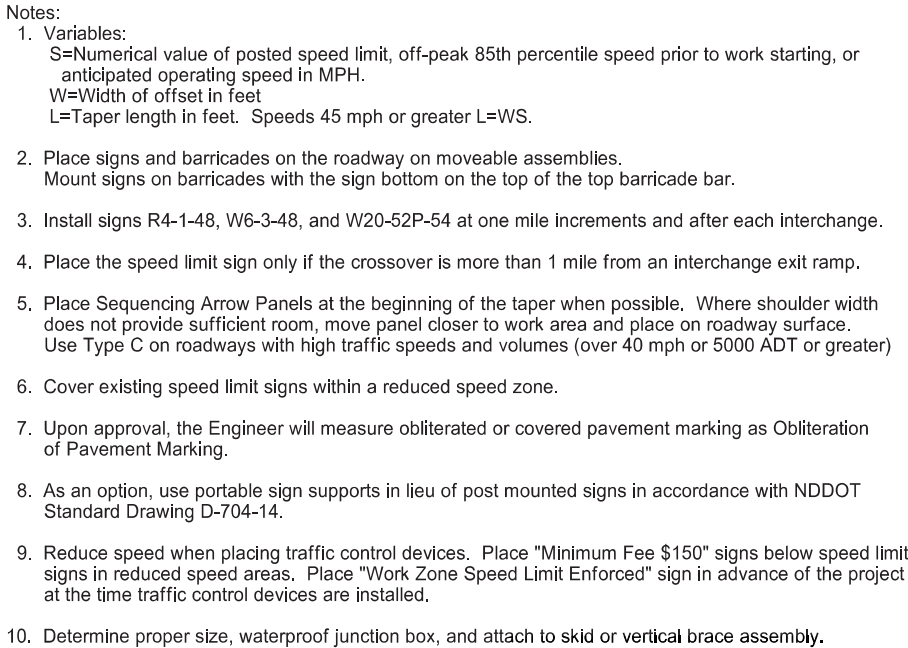 Notes:
1. Variables:
S=Numerical value of posted speed limit, off-peak 85th percentile speed prior to work starting, or
anticipated operating speed in MPH.
W=Width of offset in feet
L=Taper length in feet. Speeds 45 mph or greater L=WS.
2. Place signs and barricades on the roadway on moveable assemblies.
Mount signs on barricades with the sign bottom on the top of the top barricade bar.
3. Install signs R4-1-48, W6-3-48, and W20-52P-54 at one mile increments and after each interchange.
4. Place the speed limit sign only if the crossover is more than 1 mile from an interchange exit ramp.
5. Place Sequencing Arrow Panels at the beginning of the taper when possible. Where shoulder width
does not provide sufficient room, move panel closer to work area and place on roadway surface.
Use Type C on roadways with high traffic speeds and volumes (over 40 mph or 5000 ADT or greater)
6. Cover existing speed limit signs within a reduced speed zone.
7. Upon approval, the Engineer will measure obliterated or covered pavement marking as Obliteration
of Pavement Marking.
8. As an option, use portable sign supports in lieu of post mounted signs in accordance with NDDOT
Standard Drawing D-704-14.
9. Reduce speed when placing traffic control devices. Place "Minimum Fee $150" signs below speed limit
signs in reduced speed areas. Place "Work Zone Speed Limit Enforced" sign in advance of the project
at the time traffic control devices are installed.
10. Determine proper size, waterproof junction box, and attach to skid or vertical brace assembly.